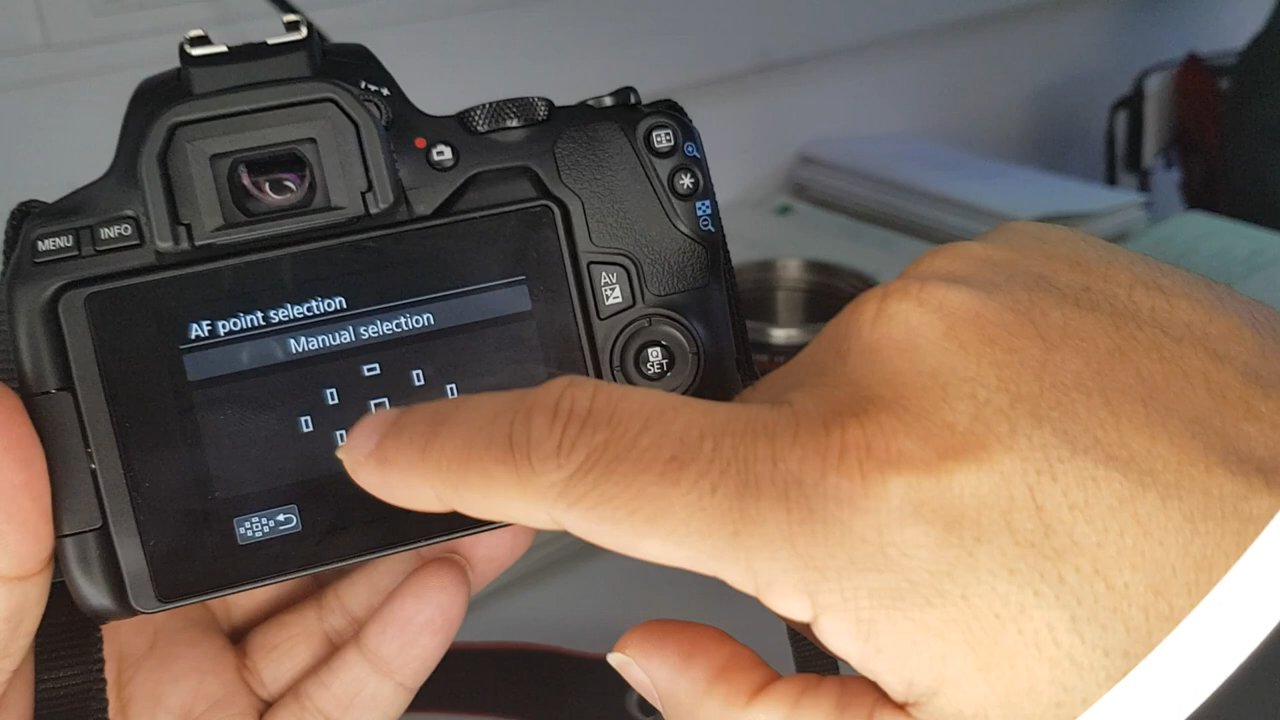 MENU
INFO
AF point selection
Manual selection
Av
Q
SET